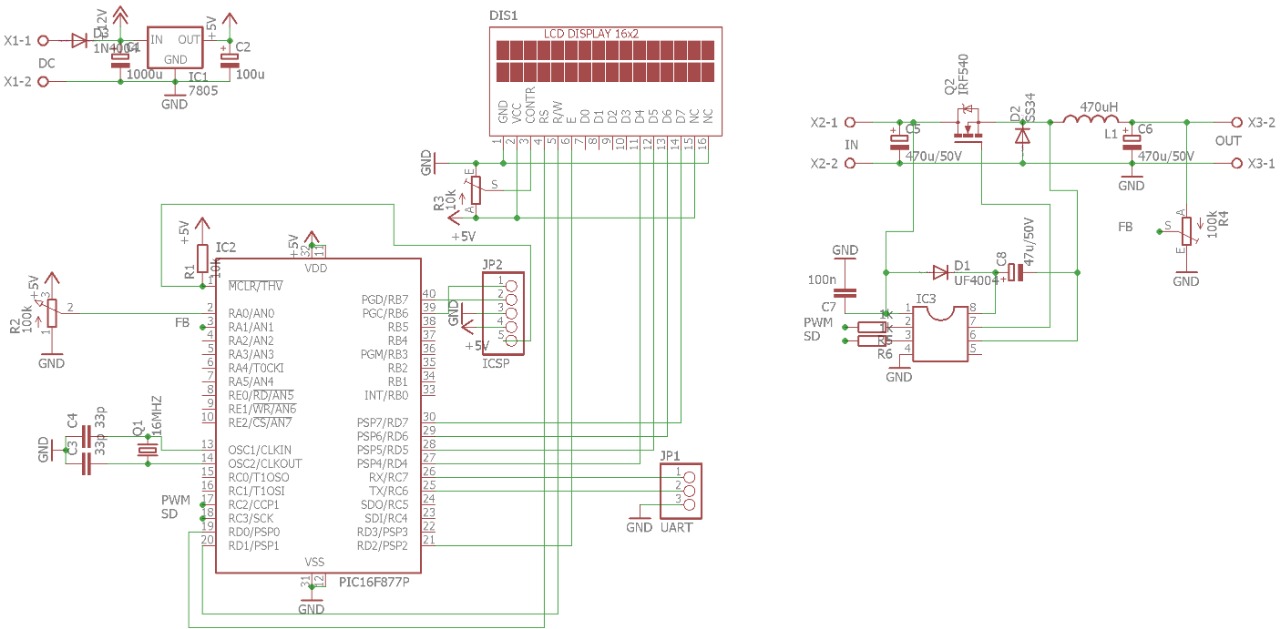 +12V
D3
1N4004
X1-1
X1-2
DC
C1
1000u
IN
OUT
GND
IC1
7805
GND
+5V
C2
100u
DIS1
LCD DISPLAY 16x2
GND
VCC
CONTR
RS
R/W
E
D0
D1
D2
D3
D4
D5
D6
D7
NC
NC
1
2
3
4
5
6
7
8
9
10
11
12
13
14
15
16
GND
R3
10k
E
S
A
+5V
X2-1
X2-2
IN
C5
470u/50V
Q2
IRF540
D2
SS34
470uH
L1
C6
470u/50V
GND
X3-2
OUT
X3-1
FB
S
A
E
100k
R4
GND
GND
100n
C7
PWM
SD
1k
1k
R5
R6
D1
UF4004
C8
47u/50V
IC3
1
2
3
4
8
7
6
5
GND
+5V
R1
10k
IC2
+5V
32
11
VDD
+5V
R2
100k
3
2
1
GND
FB
GND
C4
33p
C3
33p
Q1
16MHZ
PWM
SD
1
MCLR/THV
2
RA0/AN0
3
RA1/AN1
4
RA2/AN2
5
RA3/AN3
6
RA4/T0CKI
7
RA5/AN4
8
RE0/RD/AN5
9
RE1/WR/AN6
10
RE2/CS/AN7
13
OSC1/CLKIN
14
OSC2/CLKOUT
15
RC0/T1OSO
16
RC1/T1OSI
17
RC2/CCP1
18
RC3/SCK
19
RD0/PSP0
20
RD1/PSP1
PGD/RB7
40
PGC/RB6
39
RB5
38
RB4
37
PGM/RB3
36
RB2
35
RB1
34
INT/RB0
33
PSP7/RD7
30
PSP6/RD6
29
PSP5/RD5
28
PSP4/RD4
27
RX/RC7
26
TX/RC6
25
SDO/RC5
24
SDI/RC4
23
RD3/PSP3
22
RD2/PSP2
21
VSS
31
12
PIC16F877P
GND
JP2
1
2
3
4
5
GND
+5V
ICSP
JP1
1
2
3
GND
UART